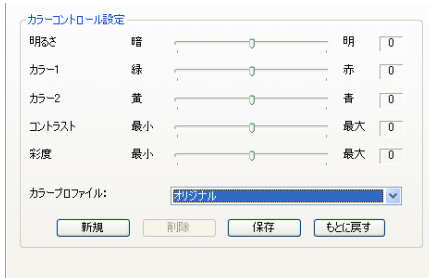 カラーコントロール設定
明るさ 暗 明 0
カラー1 緑 赤 0
カラー2 黄 青 0
コントラスト 最小 最大 0
彩度 最小 最大 0
カラープロファイル: オリジナル
新規 削除 保存 もとに戻す